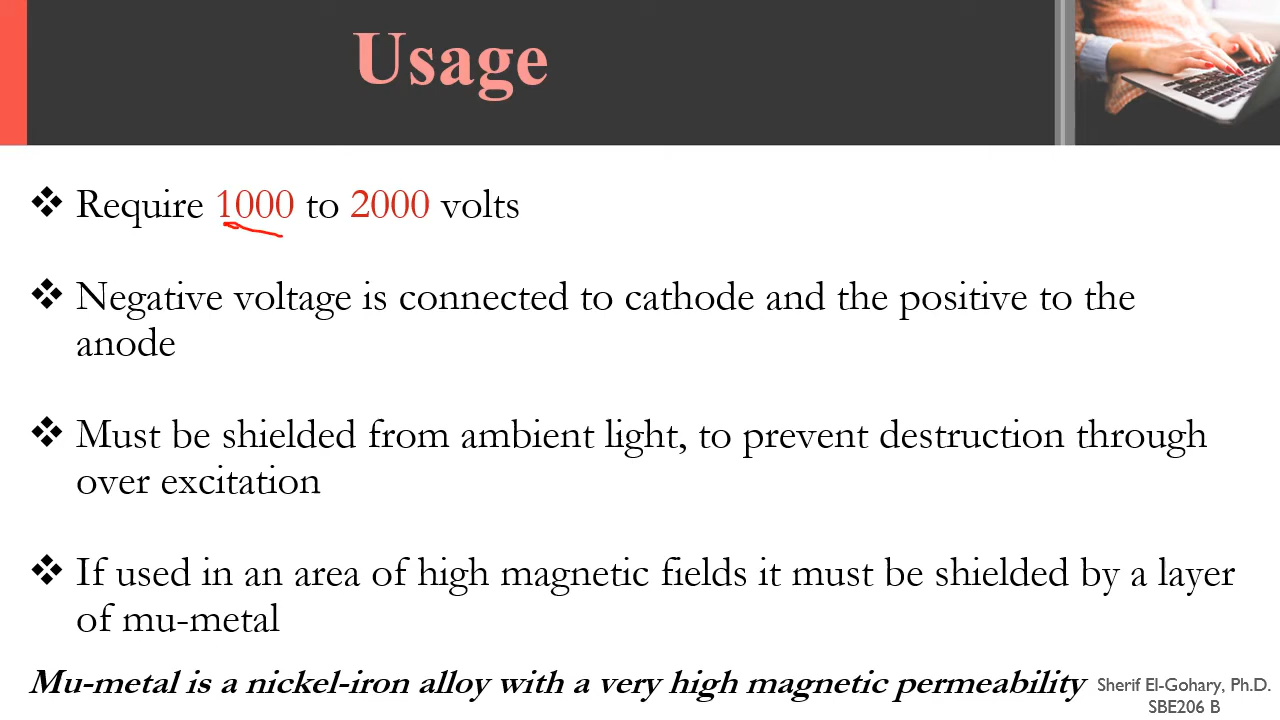 Usage
❖ Require 1000 to 2000 volts
❖ Negative voltage is connected to cathode and the positive to the
anode
❖ Must be shielded from ambient light, to prevent destruction through
over excitation
❖ If used in an area of high magnetic fields it must be shielded by a layer
of mu-metal
Mu-metal is a nickel-iron alloy with a very high magnetic permeability
Sherif El-Gohary, Ph.D.
SBE206 B